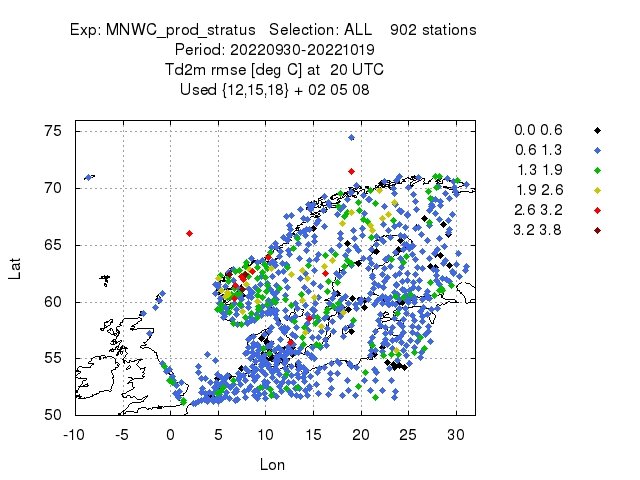 Exp: MNWC_prod_stratus Selection: ALL 902 stations
Period: 20220930-20221019
Td2m rmse [deg C] at 20 UTC
Used {12,15,18} + 02 05 08
75
70
65
60
55
50
-10 -5 0 5 10 15 20 25 30
Lat
Lon
0.0 0.6
0.6 1.3
1.3 1.9
1.9 2.6
2.6 3.2
3.2 3.8